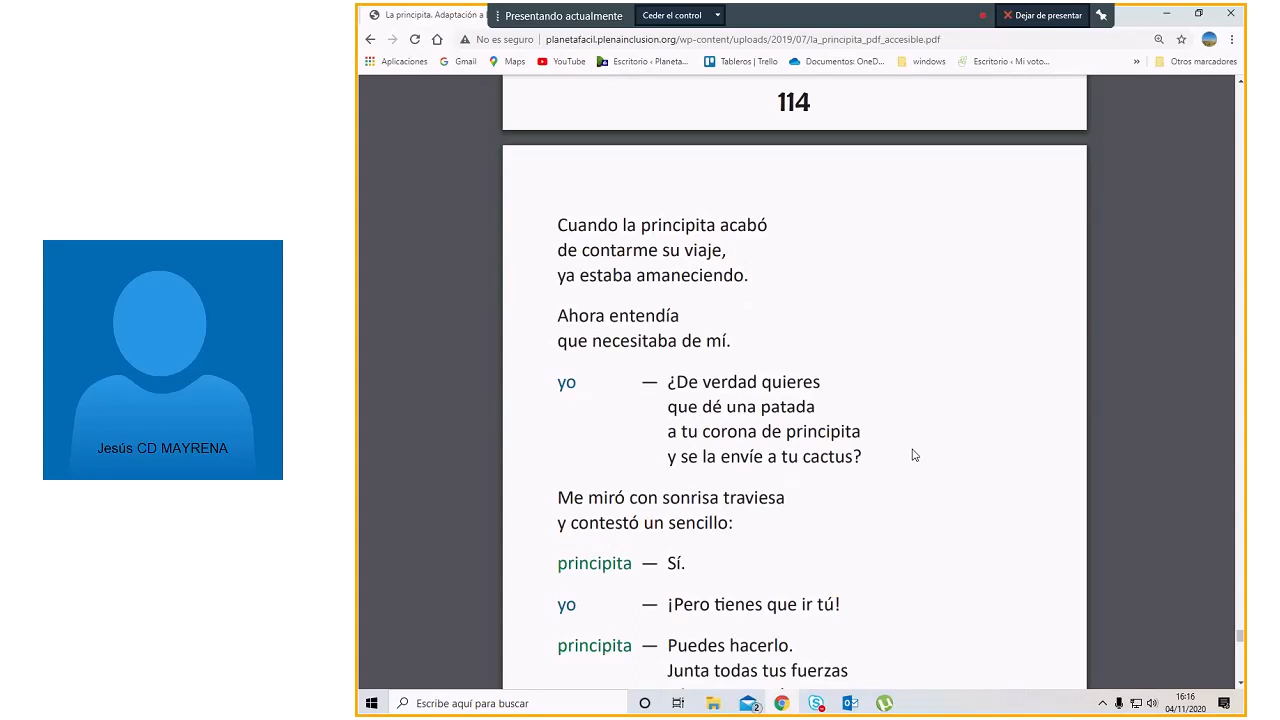 La principita. Adaptación a
Presentando actualmente
Ceder el control
Dejar de presentar
No es seguro
planetafacil.plenainclusion.org/wp-content/uploads/2019/07/la_principita_pdf_accesible.pdf
Aplicaciones
Gmail
Maps
YouTube
Escritorio ‹ Planeta...
Tableros | Trello
Documentos: OneD...
windows
Escritorio ‹ Mi voto...
»
Otros marcadores
114
Cuando la principita acabó
de contarme su viaje,
ya estaba amaneciendo.
Ahora entendía
que necesitaba de mí.
yo — ¿De verdad quieres
que dé una patada
a tu corona de principita
y se la envíe a tu cactus?
Me miró con sonrisa traviesa
y contestó un sencillo:
principita — Sí.
yo — ¡Pero tienes que ir tú!
principita — Puedes hacerlo.
Junta todas tus fuerzas
Jesús CD MAYRENA
Escribe aquí para buscar
2
16:16
04/11/2020